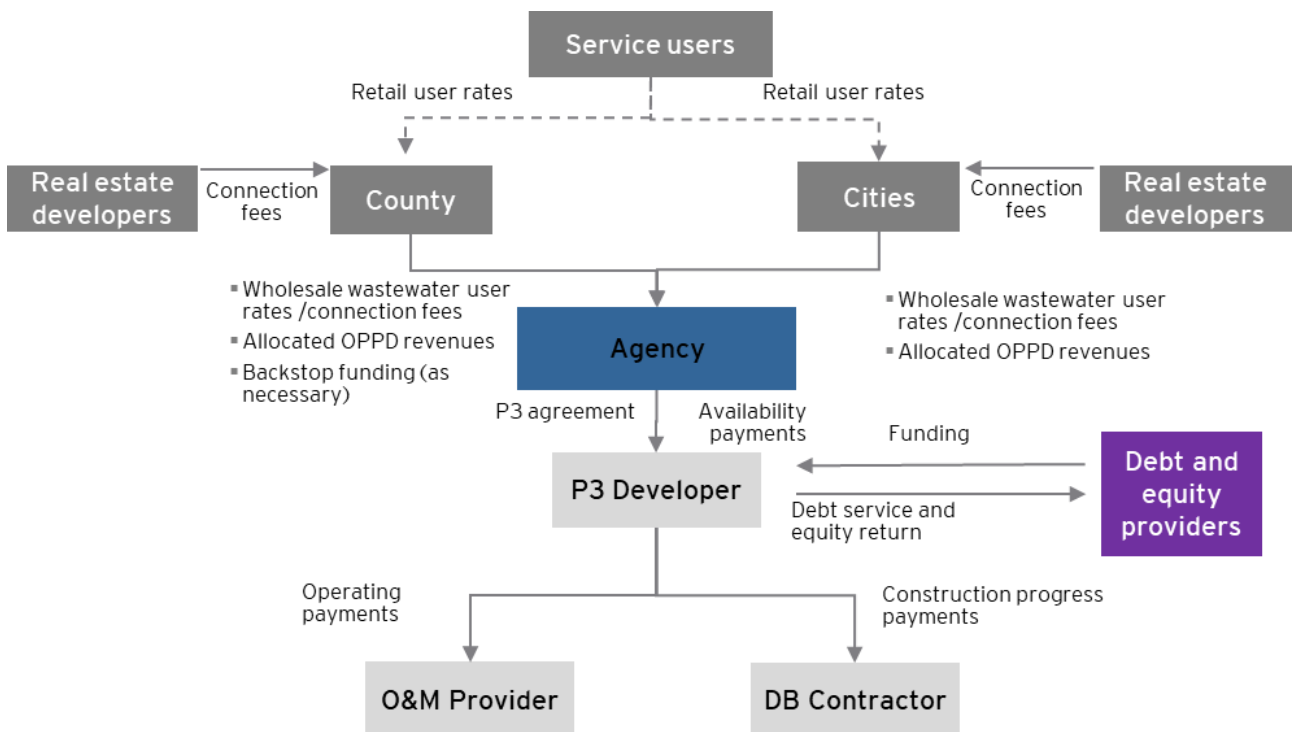 Service users
Retail user rates
Retail user rates
Real estate
developers
Connection
fees
County
Cities
Connection
fees
Real estate
developers
▪ Wholesale wastewater user
rates /connection fees
▪ Allocated OPPD revenues
▪ Backstop funding (as
necessary)
Agency
▪ Wholesale wastewater user
rates /connection fees
▪ Allocated OPPD revenues
P3 agreement
Availability
payments
Funding
P3 Developer
Debt service and
equity return
Debt and
equity
providers
Operating
payments
Construction progress
payments
O&M Provider
DB Contractor